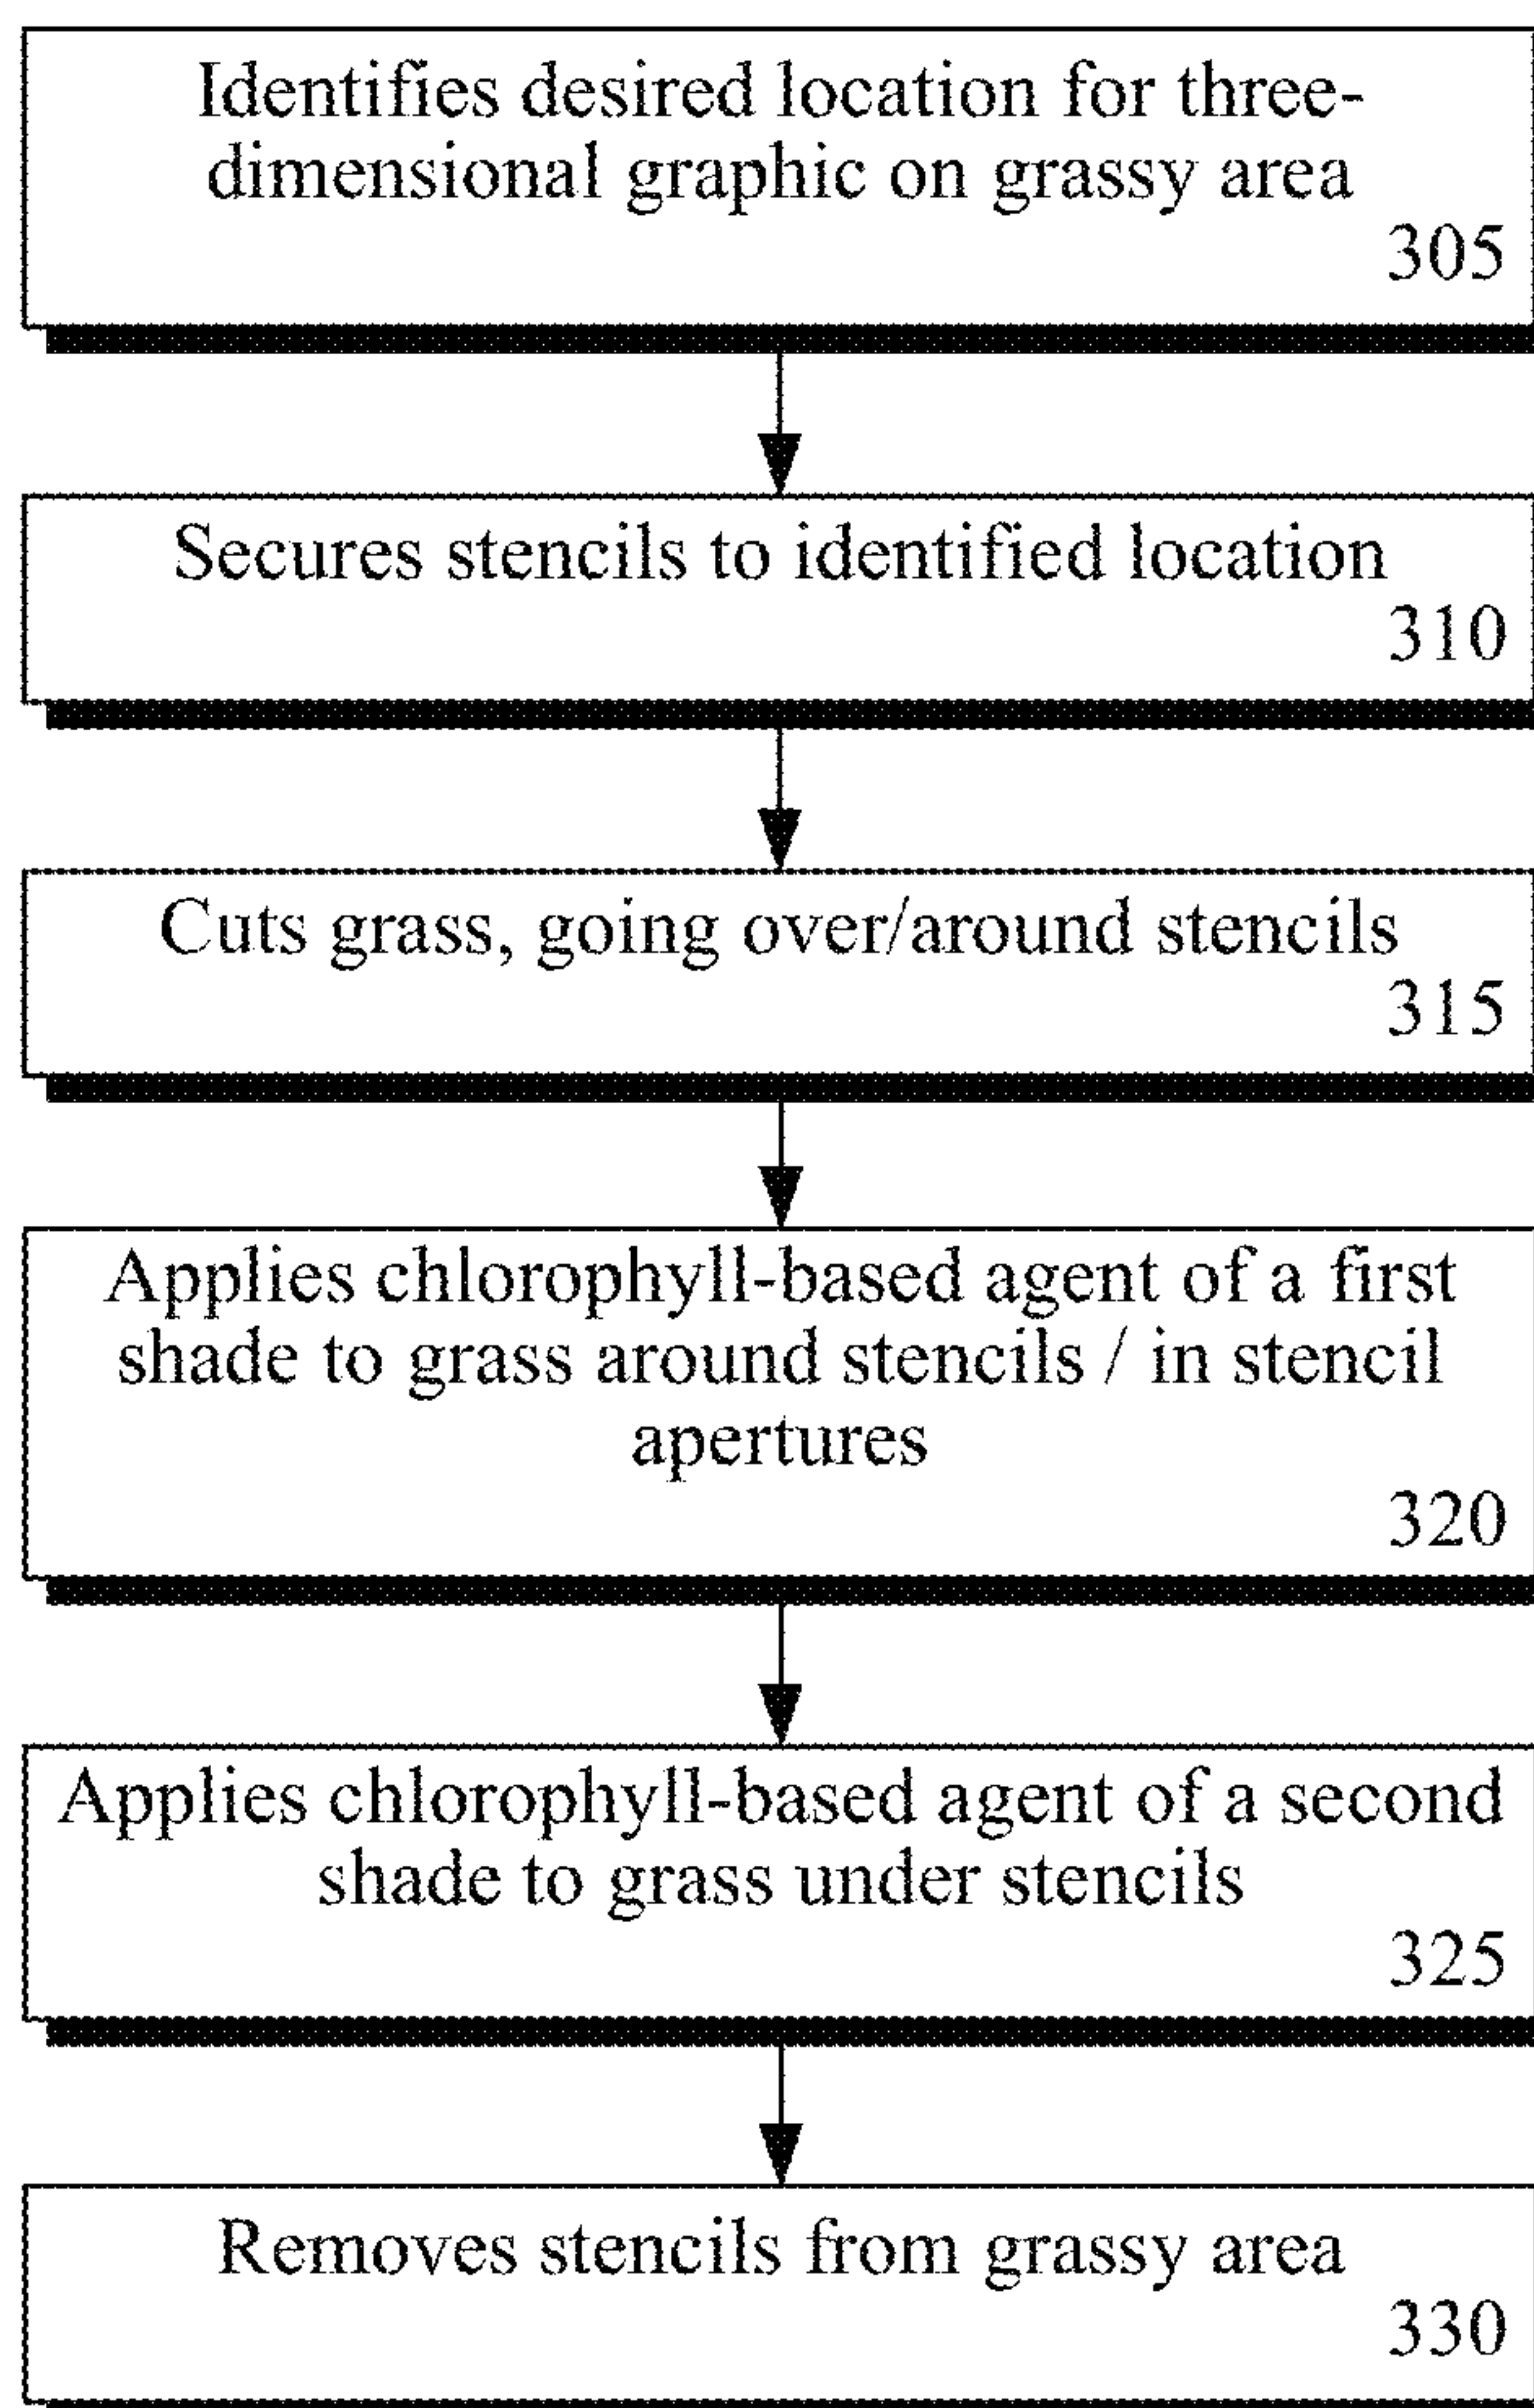 Identifies desired location for three-
dimensional graphic on grassy area
305
Secures stencils to identified location
310
Cuts grass, going over/around stencils
315
Applies chlorophyll-based agent of a first
shade to grass around stencils / in stencil
apertures
320
Applies chlorophyll-based agent of a second
shade to grass under stencils
325
Removes stencils from grassy area
330